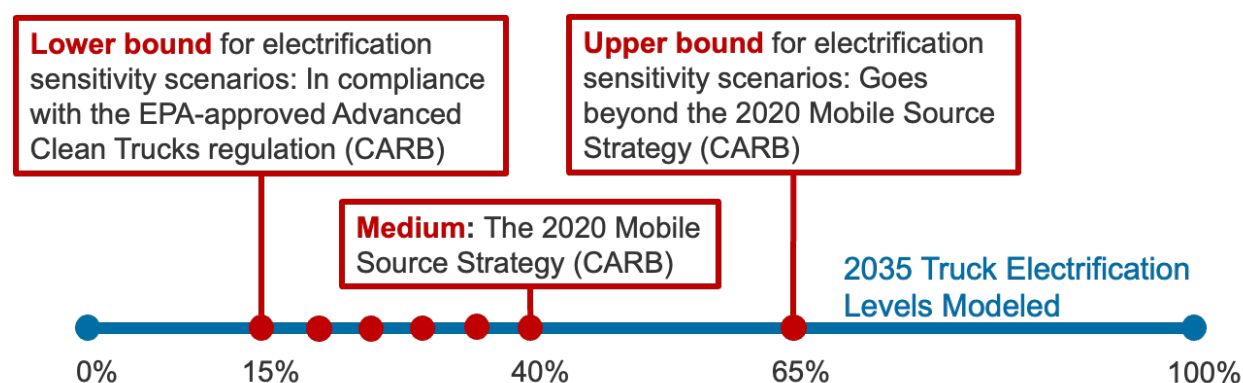 Lower bound for electrification
sensitivity scenarios: In compliance
with the EPA-approved Advanced
Clean Trucks regulation (CARB)
Upper bound for electrification
sensitivity scenarios: Goes
beyond the 2020 Mobile Source
Strategy (CARB)
Medium: The 2020 Mobile
Source Strategy (CARB)
2035 Truck Electrification
Levels Modeled
0%
15%
40%
65%
100%